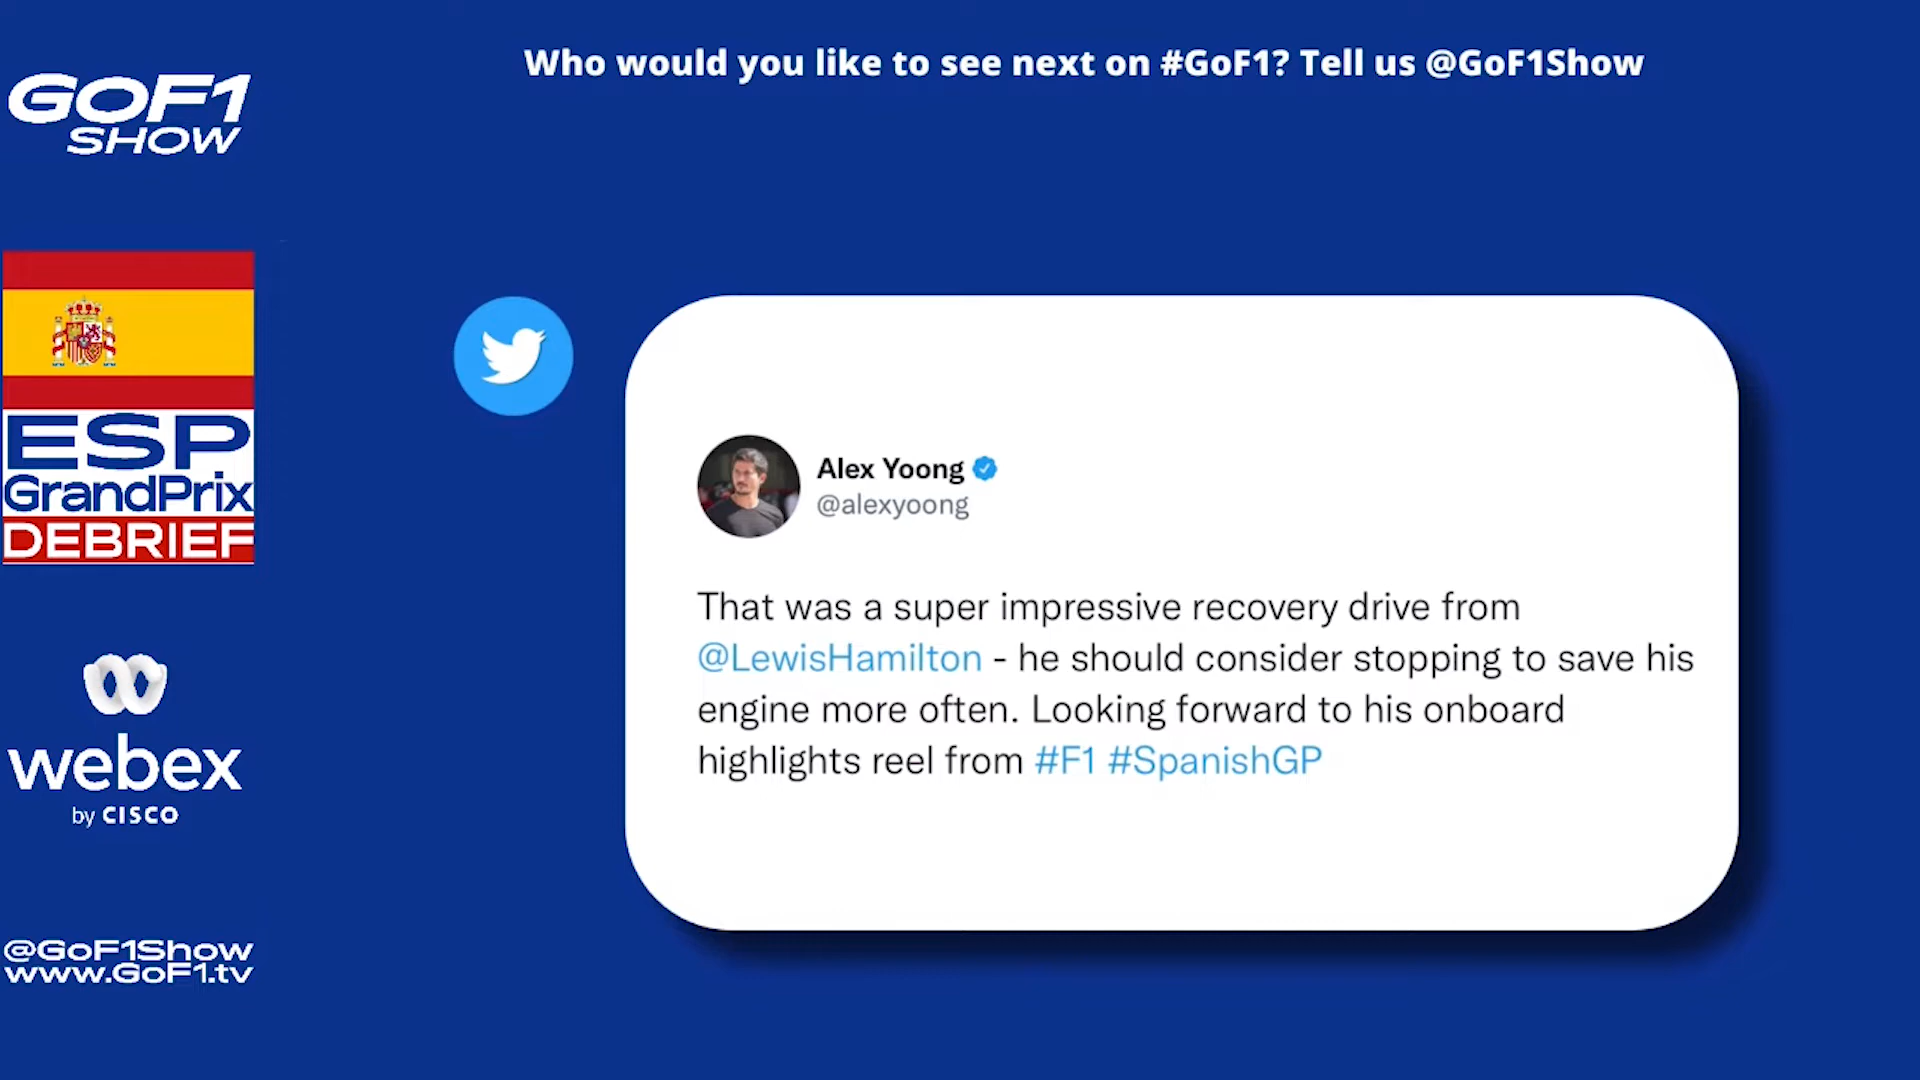 Who would you like to see next on #GoF1? Tell us @GoF1Show
GOF1
SHOW
ESP
GrandPrix
DEBRIEF
webex
by CISCO
@GoF1Show
www.GoF1.tv
Alex Yoong
@alexyoong
That was a super impressive recovery drive from
@LewisHamilton - he should consider stopping to save his
engine more often. Looking forward to his onboard
highlights reel from #F1 #SpanishGP